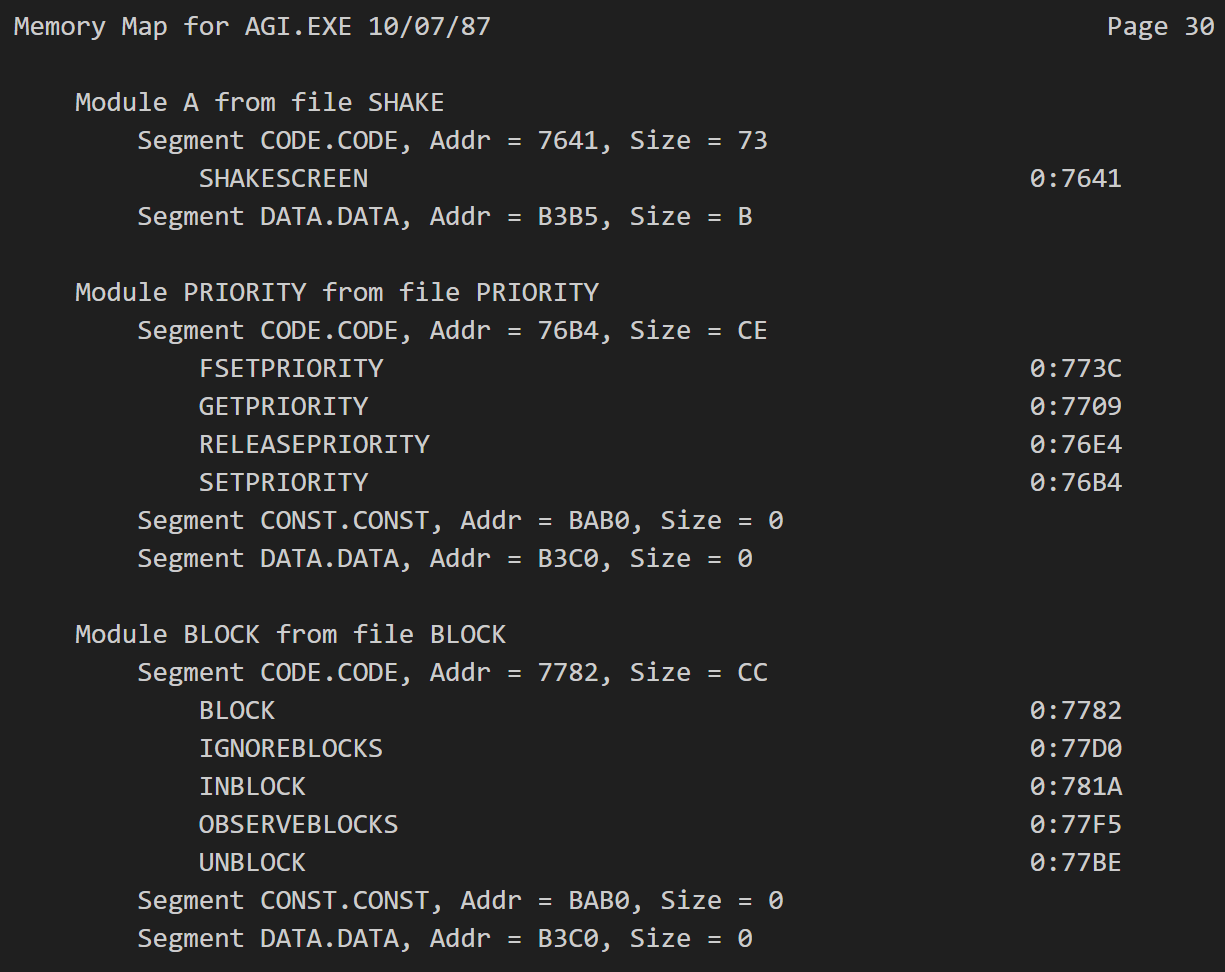 Memory Map for AGI.EXE 10/07/87 Page 30
Module A from file SHAKE
Segment CODE.CODE, Addr = 7641, Size = 73
SHAKESCREEN 0:7641
Segment DATA.DATA, Addr = B3B5, Size = B
Module PRIORITY from file PRIORITY
Segment CODE.CODE, Addr = 76B4, Size = CE
FSETPRIORITY 0:773C
GETPRIORITY 0:7709
RELEASEPRIORITY 0:76E4
SETPRIORITY 0:76B4
Segment CONST.CONST, Addr = BAB0, Size = 0
Segment DATA.DATA, Addr = B3C0, Size = 0
Module BLOCK from file BLOCK
Segment CODE.CODE, Addr = 7782, Size = CC
BLOCK 0:7782
IGNOREBLOCKS 0:77D0
INBLOCK 0:781A
OBSERVEBLOCKS 0:77F5
UNBLOCK 0:77BE
Segment CONST.CONST, Addr = BAB0, Size = 0
Segment DATA.DATA, Addr = B3C0, Size = 0